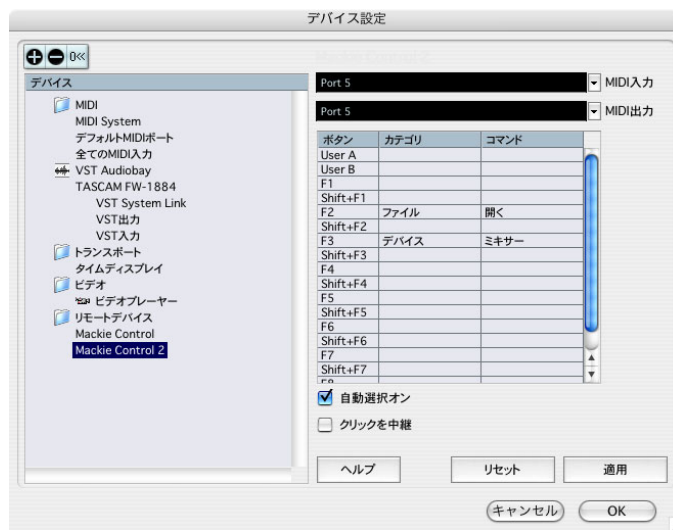 デバイス設定
0≪
Mackie Control 2
デバイス
MIDI
MIDI System
デフォルトMIDIポート
全てのMIDI入力
VST Audiobay
TASCAM FW-1884
VST System Link
VST出力
VST入力
トランスポート
タイムディスプレイ
ビデオ
ビデオプレーヤー
リモートデバイス
Mackie Control
Mackie Control 2
Port 5 MIDI入力
Port 5 MIDI出力
ボタン カテゴリ コマンド
User A
User B
F1
Shift+F1
F2 ファイル 開く
Shift+F2
F3 デバイス ミキサー
Shift+F3
F4
Shift+F4
F5
Shift+F5
F6
Shift+F6
F7
Shift+F7
F8
自動選択オン
クリックを中継
ヘルプ リセット 適用
キャンセル OK